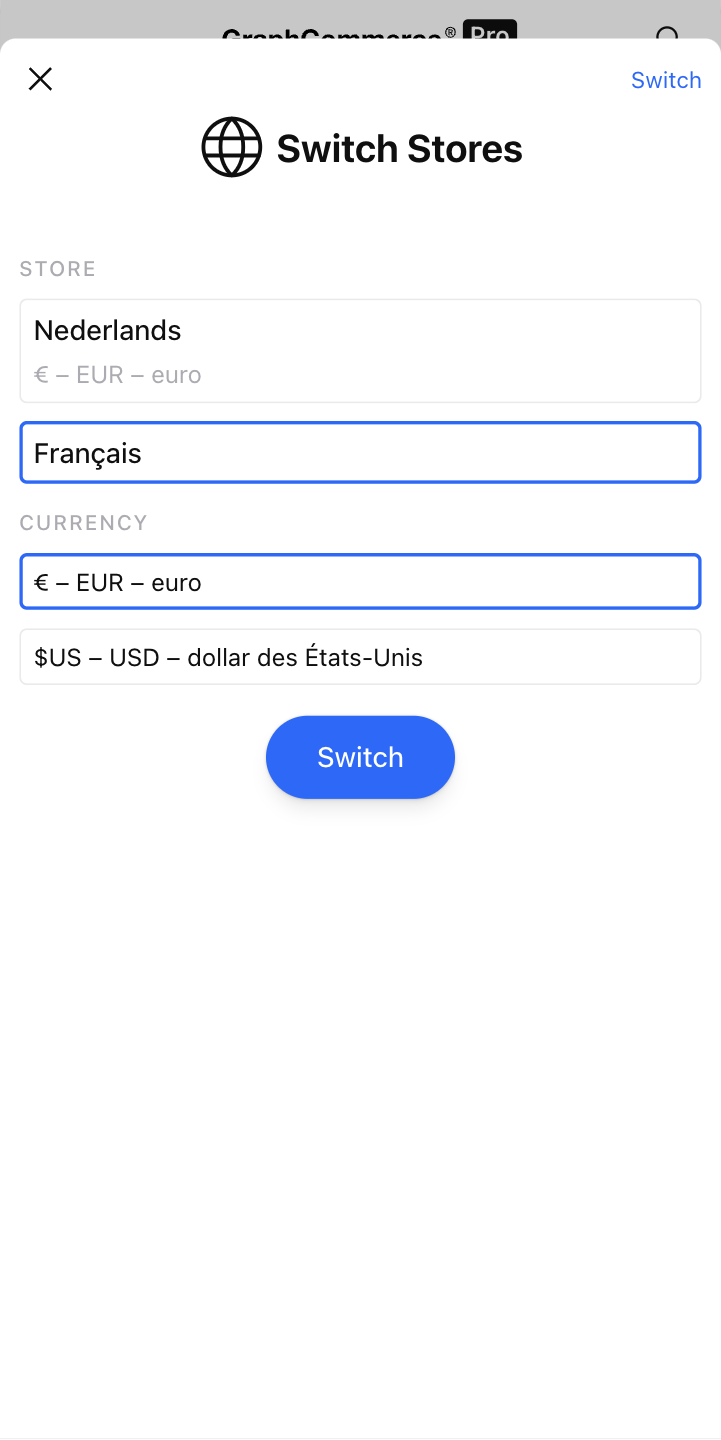 GraphCommerce® Pro
Switch
Switch Stores
STORE
Nederlands
€ – EUR – euro
Français
CURRENCY
€ – EUR – euro
$US – USD – dollar des États-Unis
Switch